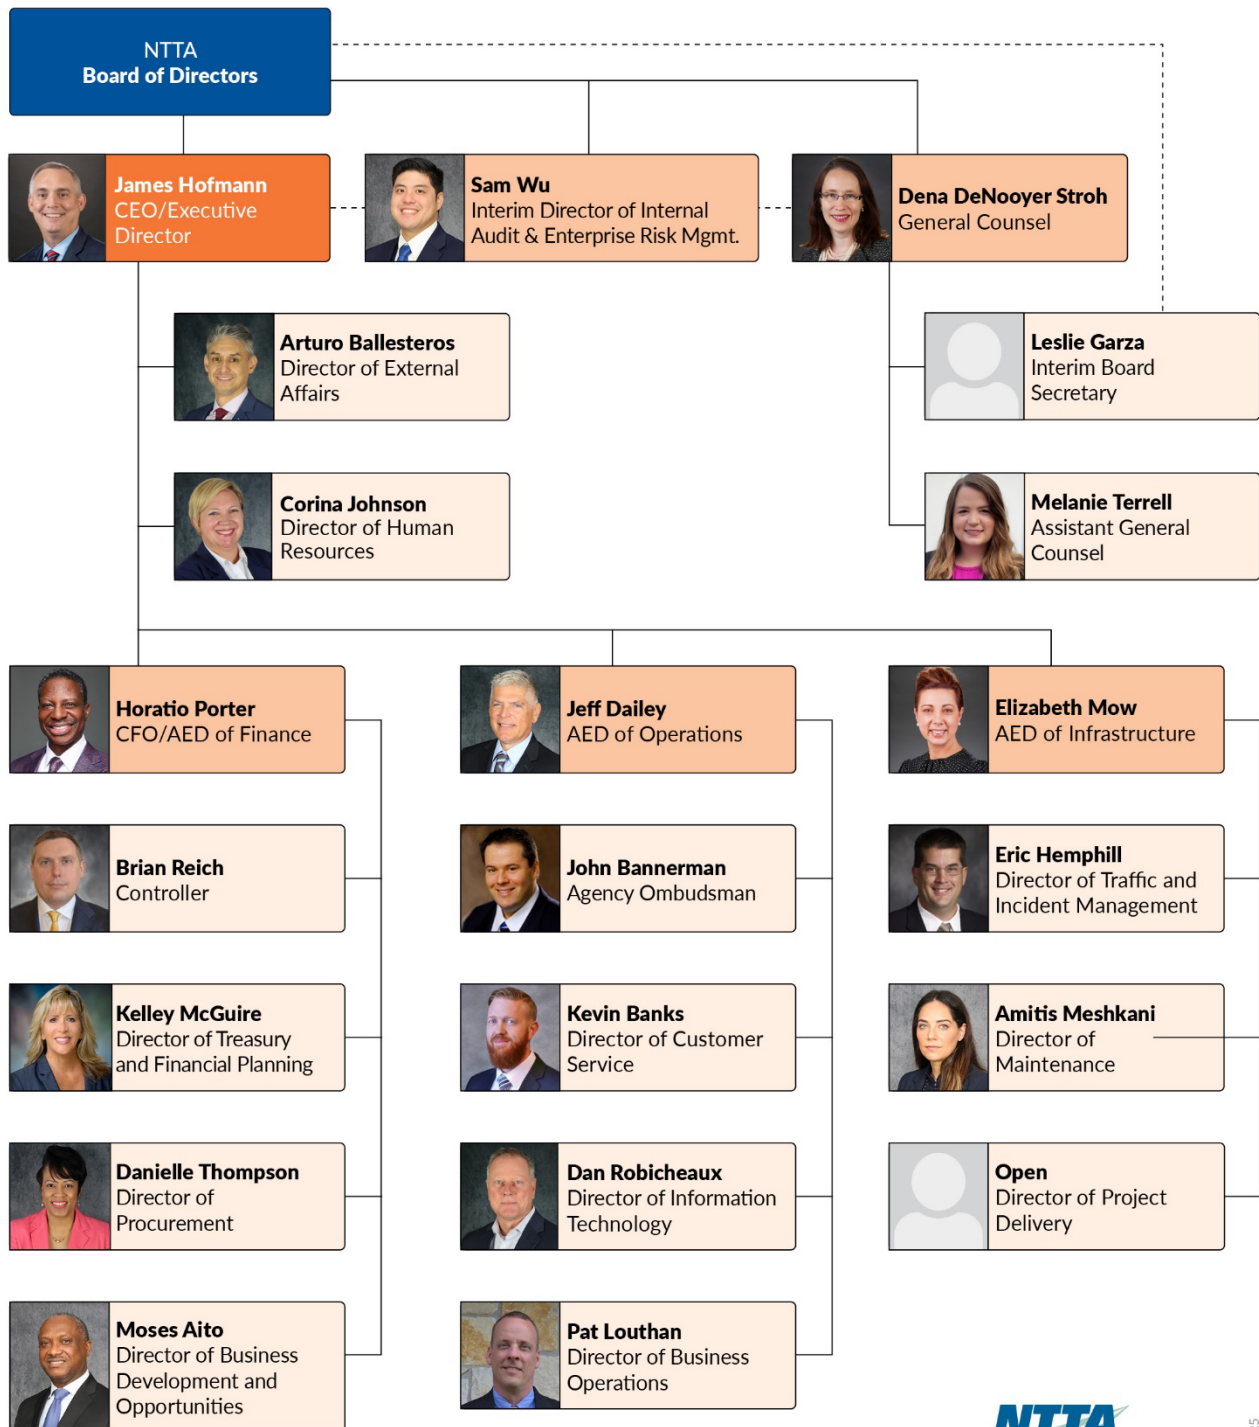 NTTA
Board of Directors
James Hofmann
CEO/Executive
Director
Sam Wu
Interim Director of Internal
Audit & Enterprise Risk Mgmt.
Dena DeNooyer Stroh
General Counsel
Arturo Ballesteros
Director of External
Affairs
Leslie Garza
Interim Board
Secretary
Corina Johnson
Director of Human
Resources
Melanie Terrell
Assistant General
Counsel
Horatio Porter
CFO/AED of Finance
Jeff Dailey
AED of Operations
Elizabeth Mow
AED of Infrastructure
Brian Reich
Controller
John Bannerman
Agency Ombudsman
Eric Hemphill
Director of Traffic and
Incident Management
Kelley McGuire
Director of Treasury
and Financial Planning
Kevin Banks
Director of Customer
Service
Amitis Meshkani
Director of
Maintenance
Danielle Thompson
Director of
Procurement
Dan Robicheaux
Director of Information
Technology
Open
Director of Project
Delivery
Moses Aito
Director of Business
Development and
Opportunities
Pat Louthan
Director of Business
Operations
NTTA